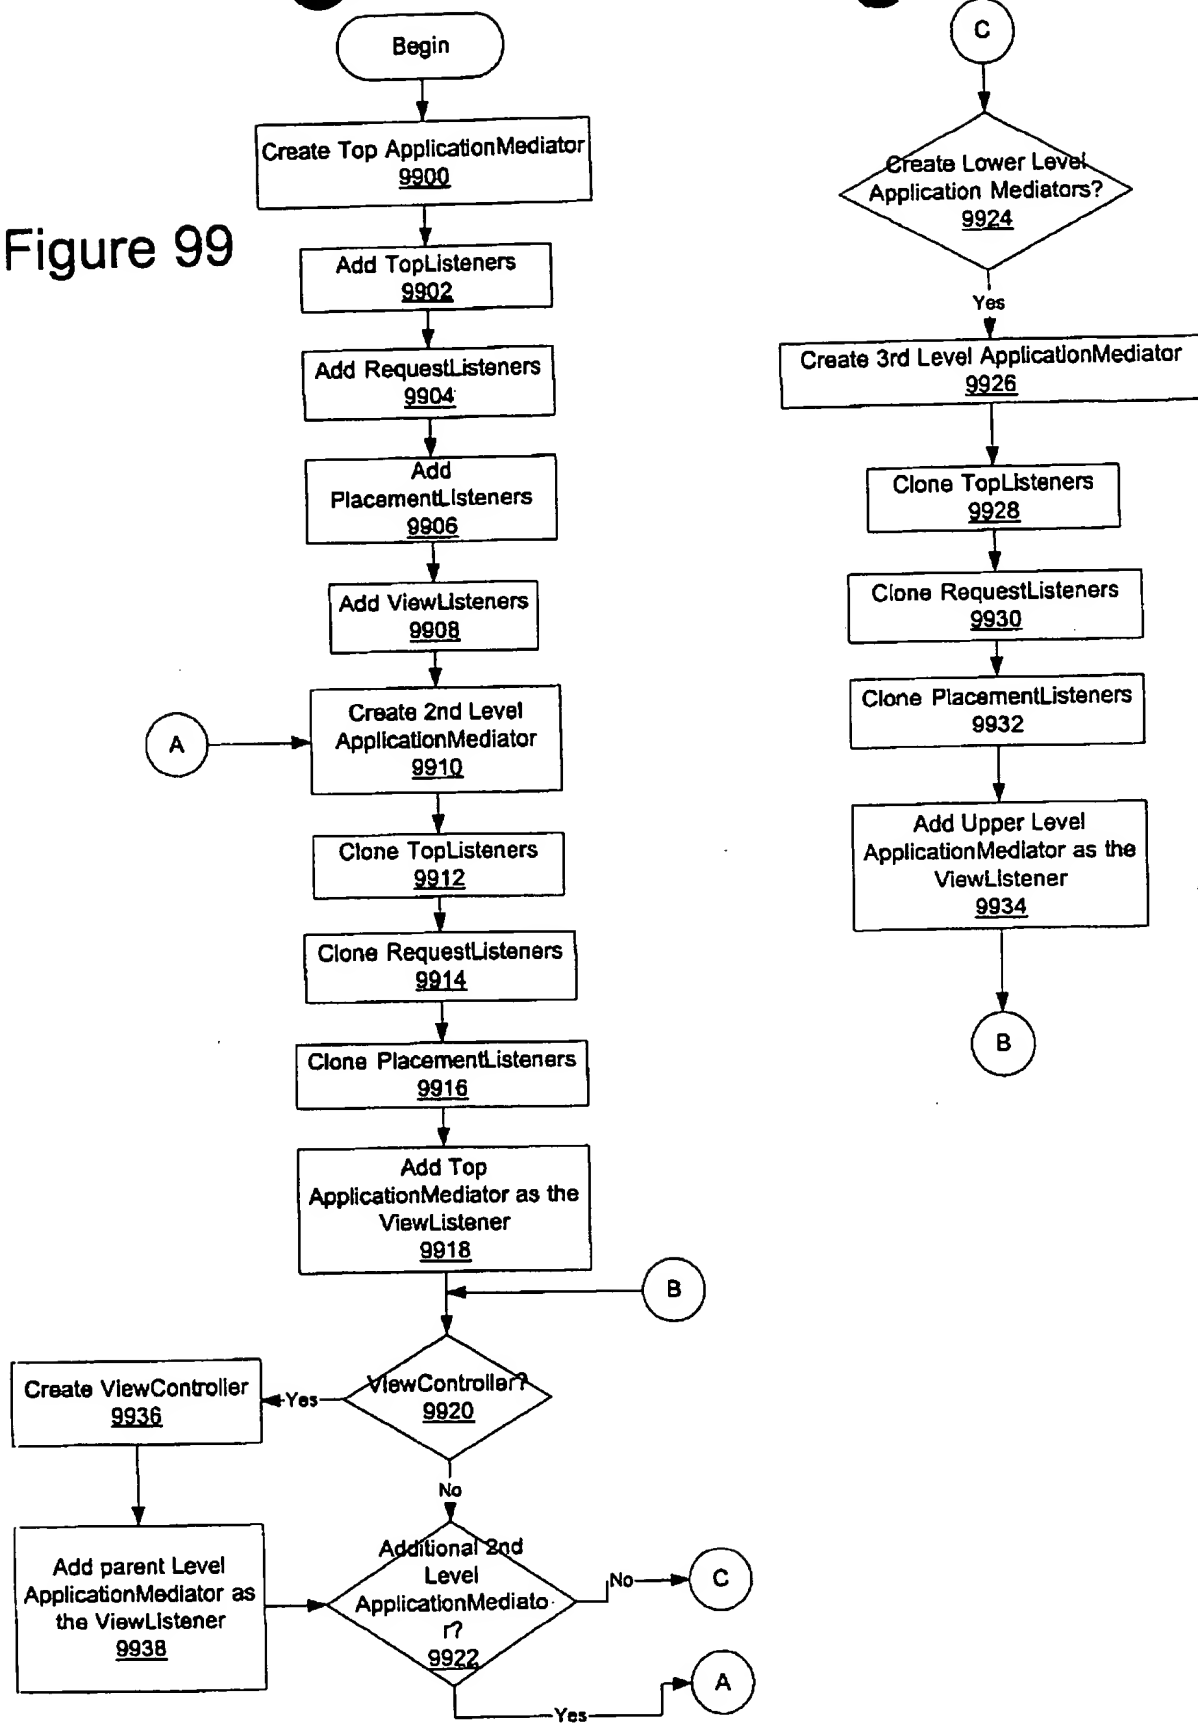 Begin
Create Top ApplicationMediator
9900
Figure 99
Add TopListeners
9902
Add RequestListeners
9904
Add
PlacementListeners
9906
Add ViewListeners
9908
A
Create 2nd Level
ApplicationMediator
9910
Clone TopListeners
9912
Clone RequestListeners
9914
Clone PlacementListeners
9916
Add Top
ApplicationMediator as the
ViewListener
9918
B
ViewController?
9920
Yes
Create ViewController
9936
No
Add parent Level
ApplicationMediator as
the ViewListener
9938
Additional 2nd
Level
ApplicationMediato
r?
9922
No
C
Yes
A
C
Create Lower Level
Application Mediators?
9924
Yes
Create 3rd Level ApplicationMediator
9926
Clone TopListeners
9928
Clone RequestListeners
9930
Clone PlacementListeners
9932
Add Upper Level
ApplicationMediator as the
ViewListener
9934
B